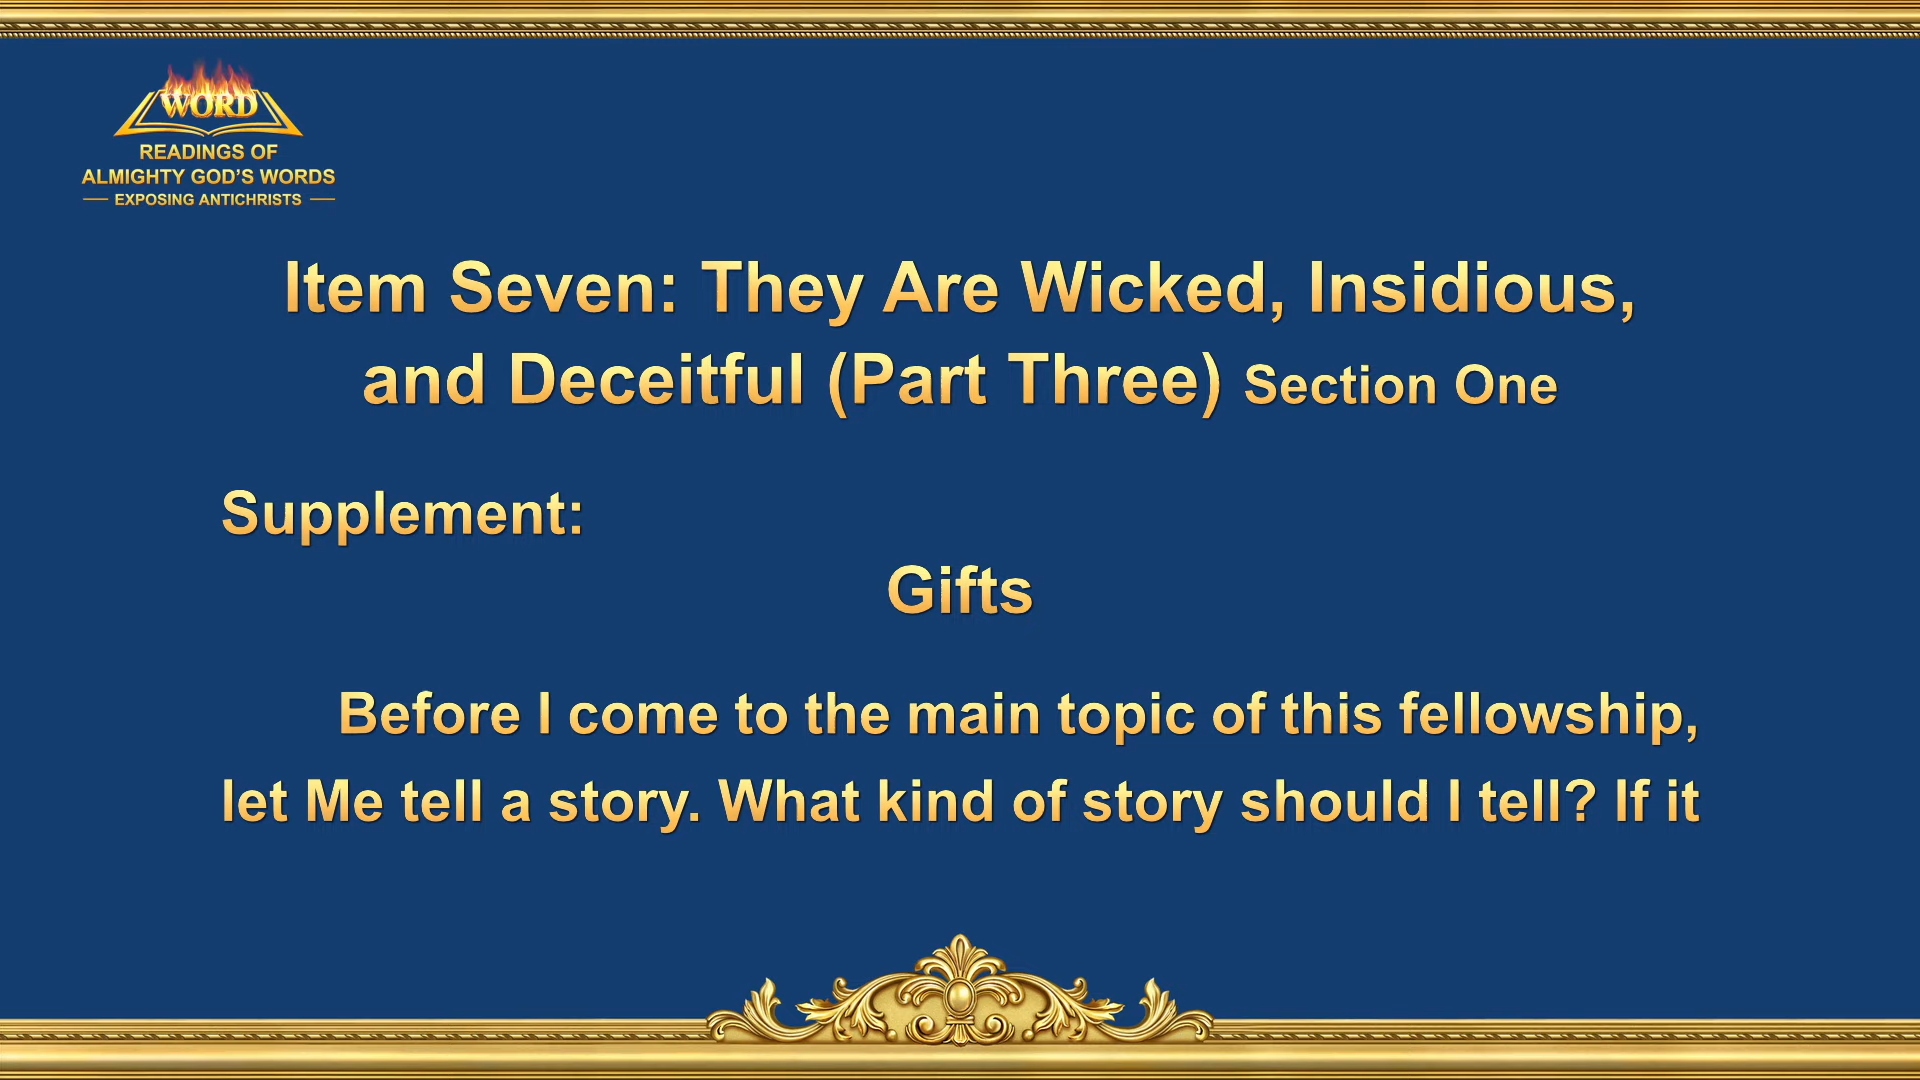 WORD
READINGS OF
ALMIGHTY GOD'S WORDS
EXPOSING ANTICHRISTS
Item Seven: They Are Wicked, Insidious,
and Deceitful (Part Three) Section One
Supplement:
Gifts
Before I come to the main topic of this fellowship,
let Me tell a story. What kind of story should I tell? If it